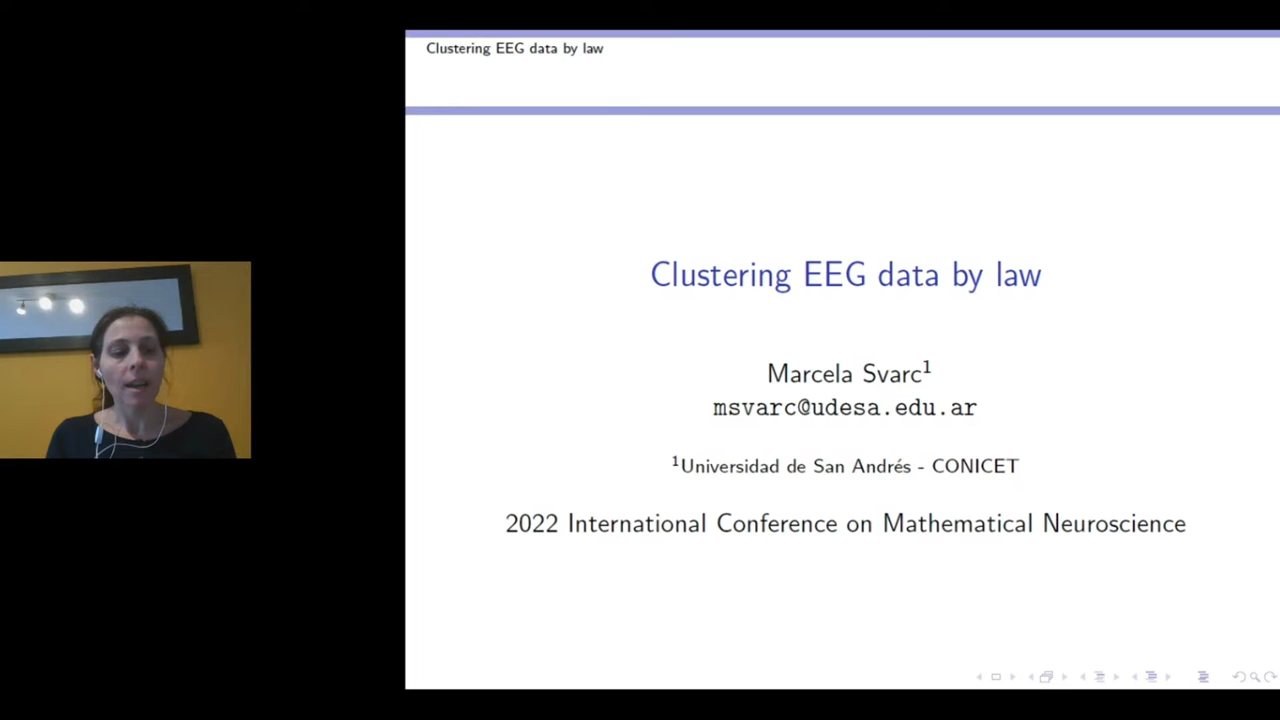 Clustering EEG data by law
Clustering EEG data by law
Marcela Svarc¹
msvarc@udesa.edu.ar
¹Universidad de San Andrés - CONICET
2022 International Conference on Mathematical Neuroscience